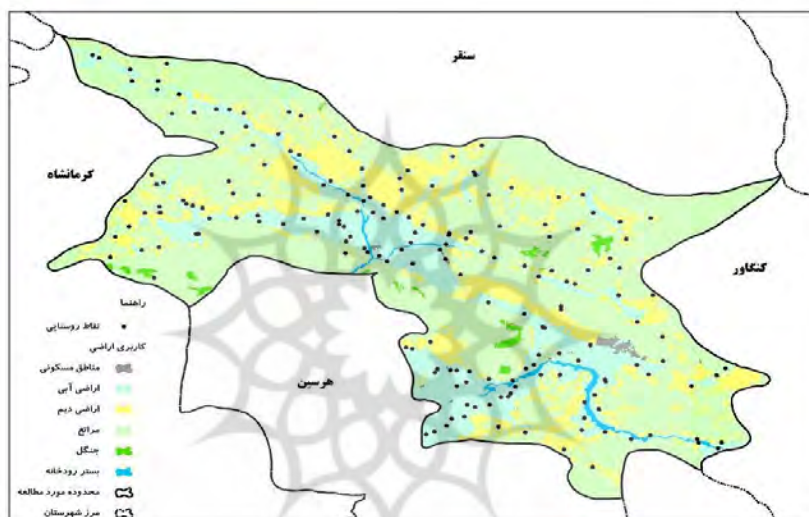 سنقر
کرمانشاه
کنگاور
هرسین
راهنما
نقاط روستایی
کاربری اراضی
مناطق مسکونی
اراضی آبی
اراضی دیم
مراتع
جنگل
بستر رودخانه
محدوده مورد مطالعه
مرز شهرستان